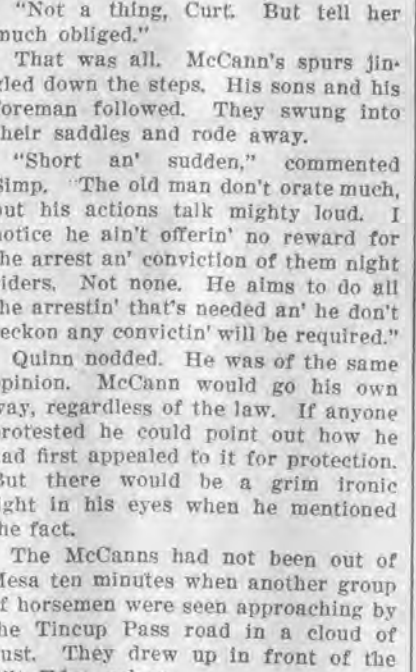 "Not a thing, Curt. But tell her
much obliged."
That was all. McCann's spurs jin-
gled down the steps. His sons and his
foreman followed. They swung into
their saddles and rode away.
"Short an' sudden," commented
Simp. "The old man don't orate much,
but his actions talk mighty loud. I
notice he ain't offerin' no reward for
the arrest an' conviction of them night
riders. Not none. He aims to do all
the arrestin' that's needed an' he don't
reckon any convictin' will be required."
Quinn nodded. He was of the same
opinion. McCann would go his own
way, regardless of the law. If anyone
protested he could point out how he
had first appealed to it for protection.
But there would be a grim ironic
light in his eyes when he mentioned
the fact.
The McCanns had not been out of
Mesa ten minutes when another group
of horsemen were seen approaching by
the Tincup Pass road in a cloud of
dust. They drew up in front of the